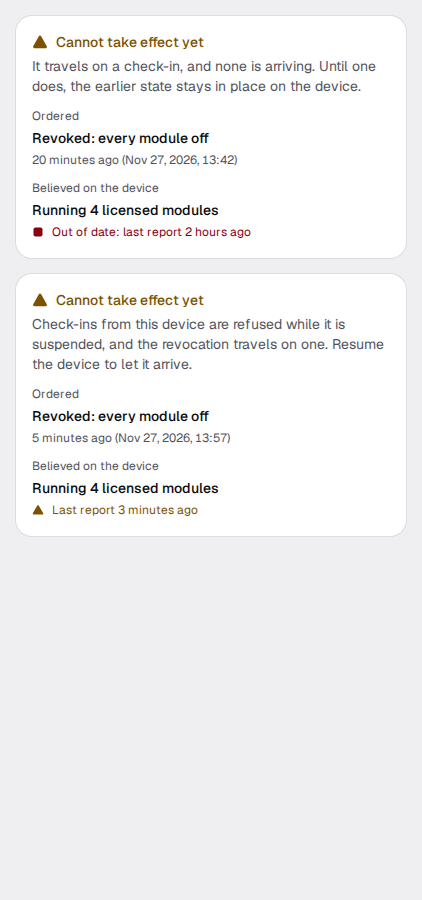 Cannot take effect yet
It travels on a check-in, and none is arriving. Until one
does, the earlier state stays in place on the device.
Ordered
Revoked: every module off
20 minutes ago (Nov 27, 2026, 13:42)
Believed on the device
Running 4 licensed modules
Out of date: last report 2 hours ago
Cannot take effect yet
Check-ins from this device are refused while it is
suspended, and the revocation travels on one. Resume
the device to let it arrive.
Ordered
Revoked: every module off
5 minutes ago (Nov 27, 2026, 13:57)
Believed on the device
Running 4 licensed modules
Last report 3 minutes ago